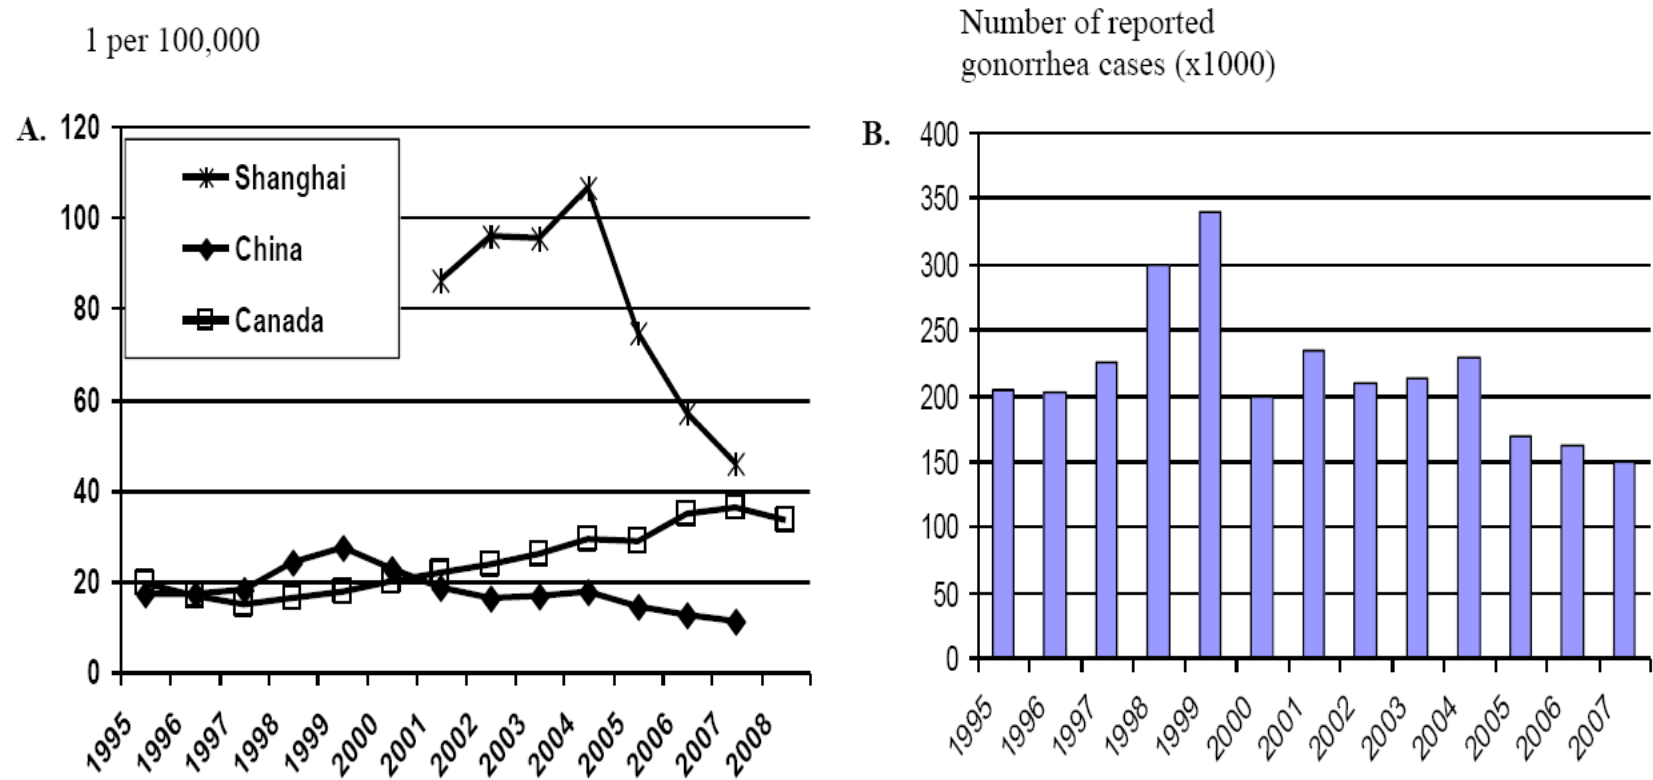 1 per 100,000
A.
120
100
80
60
40
20
0
Shanghai
China
Canada
1995 1996 1997 1998 1999 2000 2001 2002 2003 2004 2005 2006 2007 2008
Number of reported
gonorrhea cases (x1000)
B.
400
350
300
250
200
150
100
50
0
1995 1996 1997 1998 1999 2000 2001 2002 2003 2004 2005 2006 2007